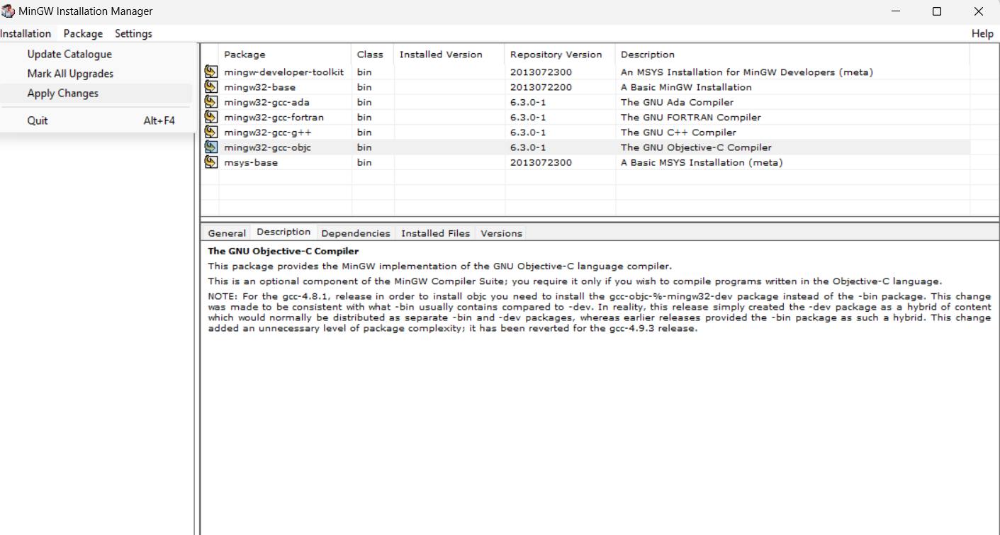 MinGW Installation Manager
Installation Package Settings Help
Update Catalogue
Mark All Upgrades
Apply Changes
Quit Alt+F4
Package Class Installed Version Repository Version Description
mingw-developer-toolkit bin 2013072300 An MSYS Installation for MinGW Developers (meta)
mingw32-base bin 2013072200 A Basic MinGW Installation
mingw32-gcc-ada bin 6.3.0-1 The GNU Ada Compiler
mingw32-gcc-fortran bin 6.3.0-1 The GNU FORTRAN Compiler
mingw32-gcc-g++ bin 6.3.0-1 The GNU C++ Compiler
mingw32-gcc-objc bin 6.3.0-1 The GNU Objective-C Compiler
msys-base bin 2013072300 A Basic MSYS Installation (meta)
General Description Dependencies Installed Files Versions
The GNU Objective-C Compiler
This package provides the MinGW implementation of the GNU Objective-C language compiler.
This is an optional component of the MinGW Compiler Suite; you require it only if you wish to compile programs written in the Objective-C language.
NOTE: For the gcc-4.8.1, release in order to install objc you need to install the gcc-objc-%-mingw32-dev package instead of the -bin package. This change
was made to be consistent with what -bin usually contains compared to -dev. In reality, this release simply created the -dev package as a hybrid of content
which would normally be distributed as separate -bin and -dev packages, whereas earlier releases provided the -bin package as such a hybrid. This change
added an unnecessary level of package complexity; it has been reverted for the gcc-4.9.3 release.